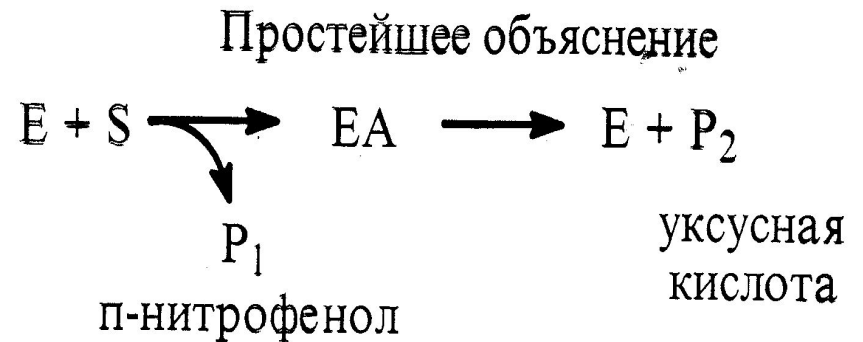 Простейшее объяснение
E + S EA E + P₂
P₁
уксусная
кислота
п-нитрофенол